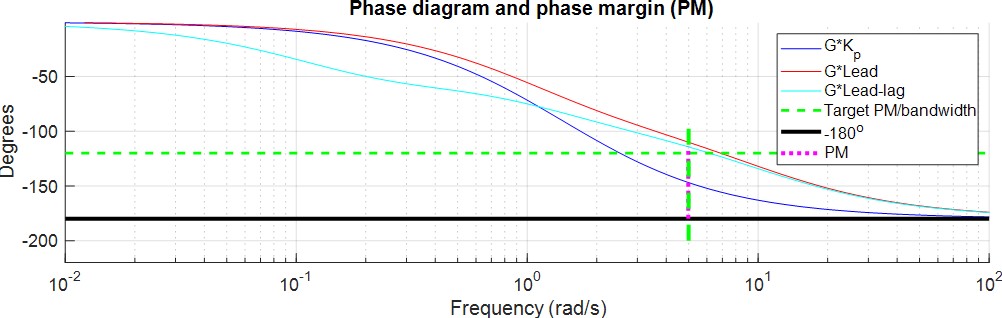 Phase diagram and phase margin (PM)
Degrees
-50
-100
-150
-200
10^-2
10^-1
10^0
10^1
10^2
Frequency (rad/s)
G*K_p
G*Lead
G*Lead-lag
Target PM/bandwidth
-180^o
PM